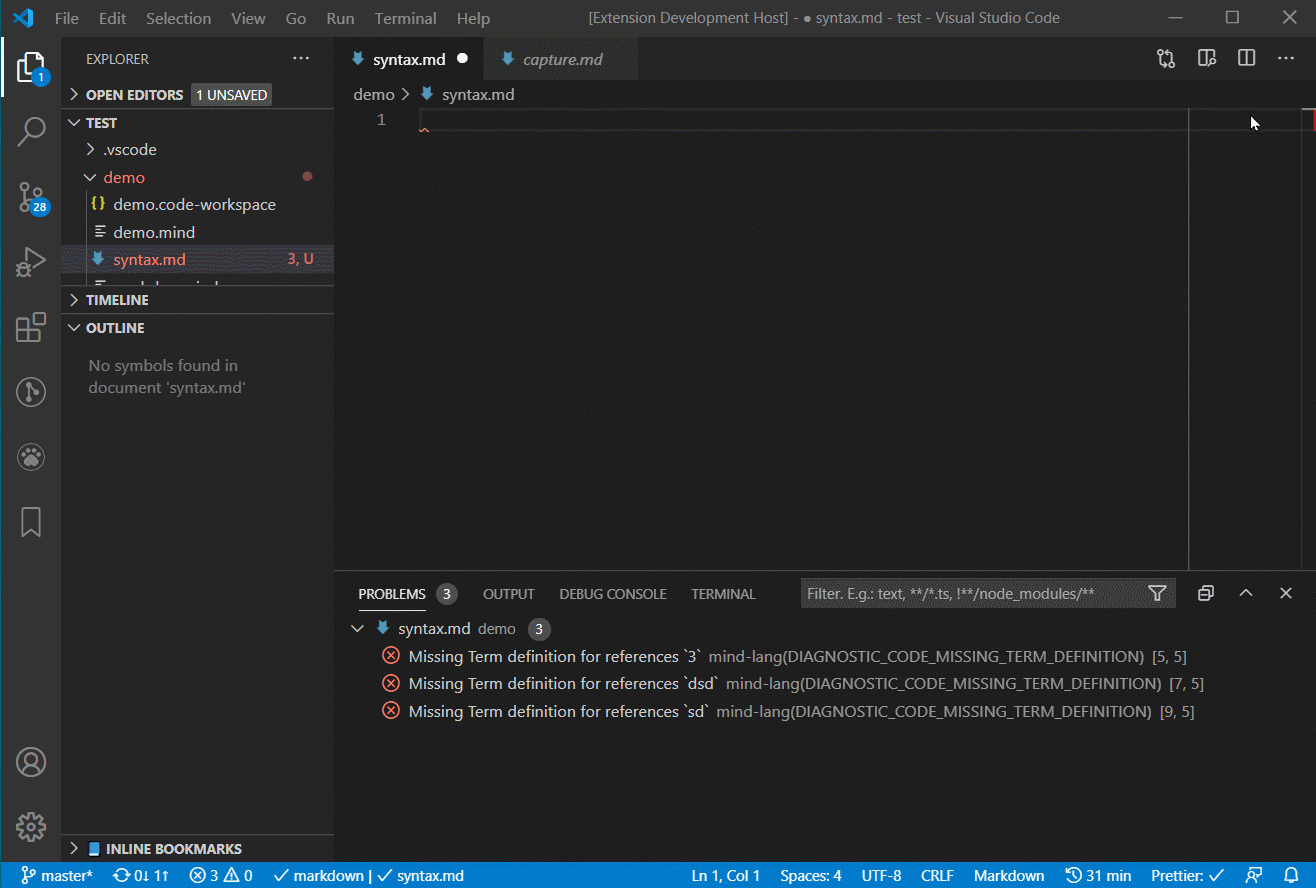 File Edit Selection View Go Run Terminal Help [Extension Development Host] - ● syntax.md - test - Visual Studio Code
EXPLORER
1
OPEN EDITORS 1 UNSAVED
TEST
.vscode
demo
{} demo.code-workspace
demo.mind
syntax.md 3, U
28
TIMELINE
OUTLINE
No symbols found in
document 'syntax.md'
INLINE BOOKMARKS
syntax.md ● capture.md
demo > syntax.md
1
PROBLEMS 3 OUTPUT DEBUG CONSOLE TERMINAL Filter. E.g.: text, **/*.ts, !**/node_modules/**
syntax.md demo 3
Missing Term definition for references `3` mind-lang(DIAGNOSTIC_CODE_MISSING_TERM_DEFINITION) [5, 5]
Missing Term definition for references `dsd` mind-lang(DIAGNOSTIC_CODE_MISSING_TERM_DEFINITION) [7, 5]
Missing Term definition for references `sd` mind-lang(DIAGNOSTIC_CODE_MISSING_TERM_DEFINITION) [9, 5]
master* 0↓ 1↑ 3 0 ✓ markdown | ✓ syntax.md Ln 1, Col 1 Spaces: 4 UTF-8 CRLF Markdown 31 min Prettier: ✓